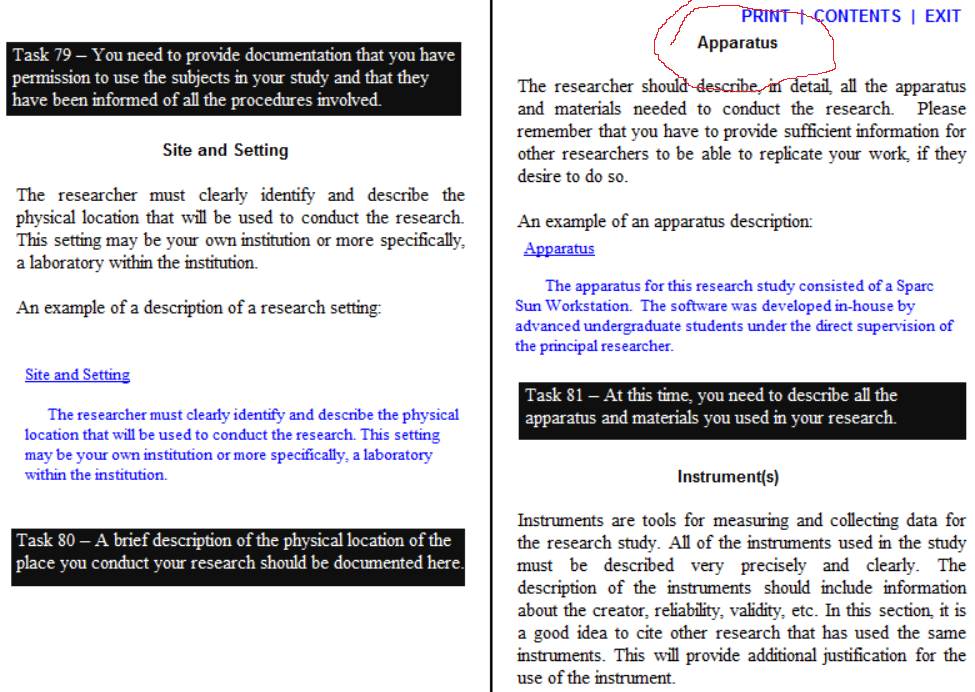 Task 79 – You need to provide documentation that you have
permission to use the subjects in your study and that they
have been informed of all the procedures involved.
Site and Setting
The researcher must clearly identify and describe the
physical location that will be used to conduct the research.
This setting may be your own institution or more specifically,
a laboratory within the institution.
An example of a description of a research setting:
Site and Setting
The researcher must clearly identify and describe the physical
location that will be used to conduct the research. This setting
may be your own institution or more specifically, a laboratory
within the institution.
Task 80 – A brief description of the physical location of the
place you conduct your research should be documented here.
PRINT | CONTENTS | EXIT
Apparatus
The researcher should describe, in detail, all the apparatus
and materials needed to conduct the research. Please
remember that you have to provide sufficient information for
other researchers to be able to replicate your work, if they
desire to do so.
An example of an apparatus description:
Apparatus
The apparatus for this research study consisted of a Sparc
Sun Workstation. The software was developed in-house by
advanced undergraduate students under the direct supervision of
the principal researcher.
Task 81 – At this time, you need to describe all the
apparatus and materials you used in your research.
Instrument(s)
Instruments are tools for measuring and collecting data for
the research study. All of the instruments used in the study
must be described very precisely and clearly. The
description of the instruments should include information
about the creator, reliability, validity, etc. In this section, it is
a good idea to cite other research that has used the same
instruments. This will provide additional justification for the
use of the instrument.